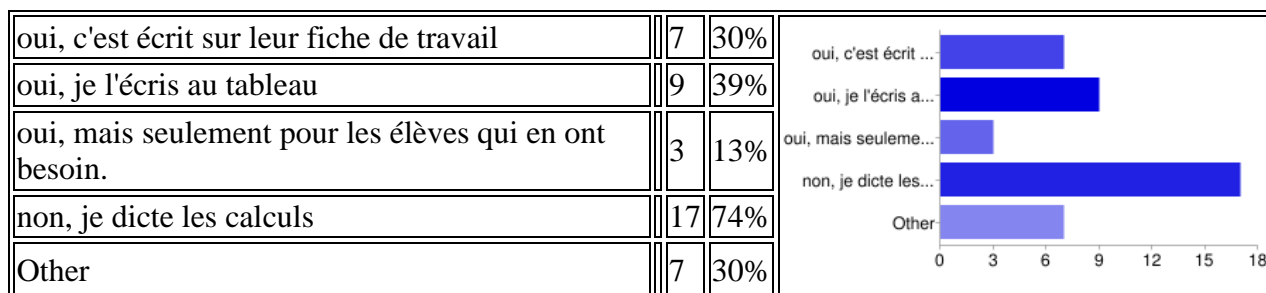 oui, c'est écrit sur leur fiche de travail 7 30%
oui, je l'écris au tableau 9 39%
oui, mais seulement pour les élèves qui en ont
besoin. 3 13%
non, je dicte les calculs 17 74%
Other 7 30%
oui, c'est écrit ...
oui, je l'écris a...
oui, mais seuleme...
non, je dicte les...
Other
0 3 6 9 12 15 18